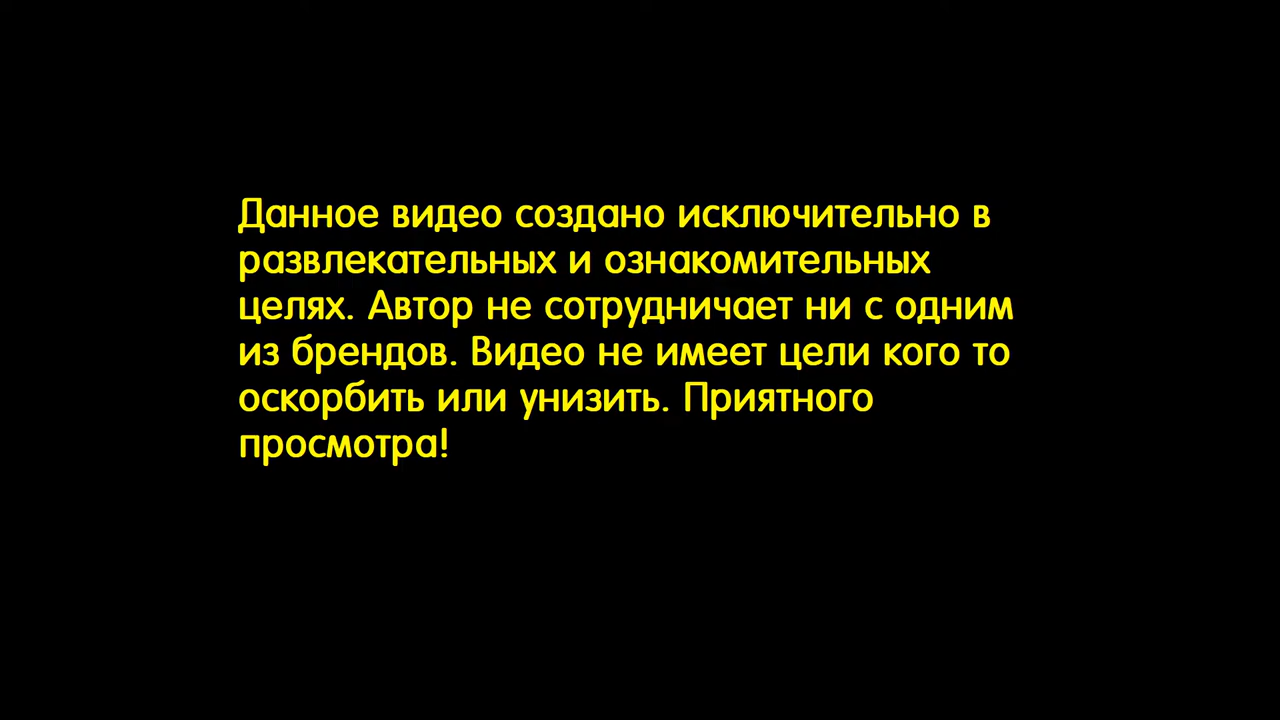 Данное видео создано исключительно в
развлекательных и ознакомительных
целях. Автор не сотрудничает ни с одним
из брендов. Видео не имеет цели кого то
оскорбить или унизить. Приятного
просмотра!